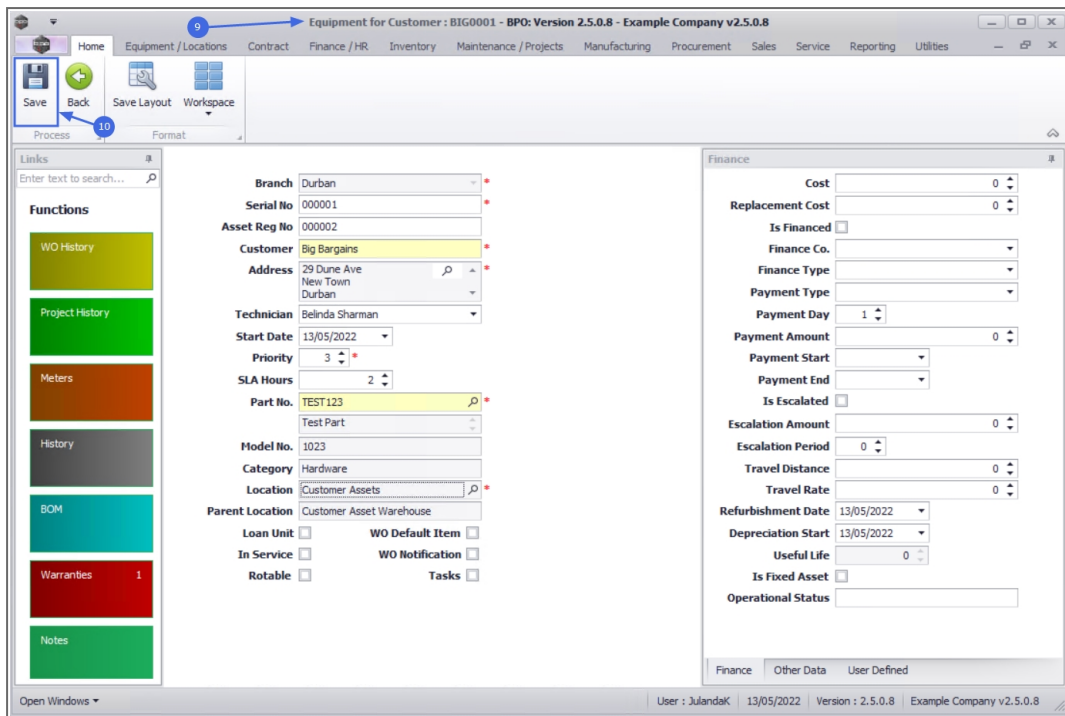 9
Equipment for Customer : BIG0001 - BPO: Version 2.5.0.8 - Example Company v2.5.0.8
Home Equipment / Locations Contract Finance / HR Inventory Maintenance / Projects Manufacturing Procurement Sales Service Reporting Utilities
Save Back Save Layout Workspace
10
Process Format
Links
Enter text to search...
Functions
WO History
Project History
Meters
History
BOM
Warranties 1
Notes
Branch Durban *
Serial No 000001 *
Asset Reg No 000002
Customer Big Bargains *
Address 29 Dune Ave *
New Town
Durban
Technician Belinda Sharman
Start Date 13/05/2022
Priority 3 *
SLA Hours 2
Part No. TEST123 *
Test Part
Model No. 1023
Category Hardware
Location Customer Assets *
Parent Location Customer Asset Warehouse
Loan Unit WO Default Item
In Service WO Notification
Rotable Tasks
Finance
Cost 0
Replacement Cost 0
Is Financed
Finance Co.
Finance Type
Payment Type
Payment Day 1
Payment Amount 0
Payment Start
Payment End
Is Escalated
Escalation Amount 0
Escalation Period 0
Travel Distance 0
Travel Rate 0
Refurbishment Date 13/05/2022
Depreciation Start 13/05/2022
Useful Life 0
Is Fixed Asset
Operational Status
Finance Other Data User Defined
Open Windows User : JulandaK 13/05/2022 Version : 2.5.0.8 Example Company v2.5.0.8